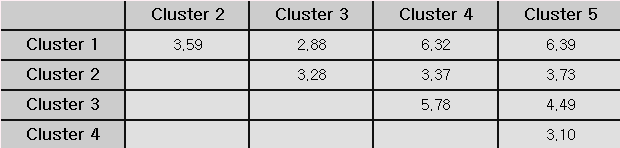 Cluster 2 Cluster 3 Cluster 4 Cluster 5
Cluster 1 3,59 2,88 6,32 6,39
Cluster 2 3,28 3,37 3,73
Cluster 3 5,78 4,49
Cluster 4 3,10